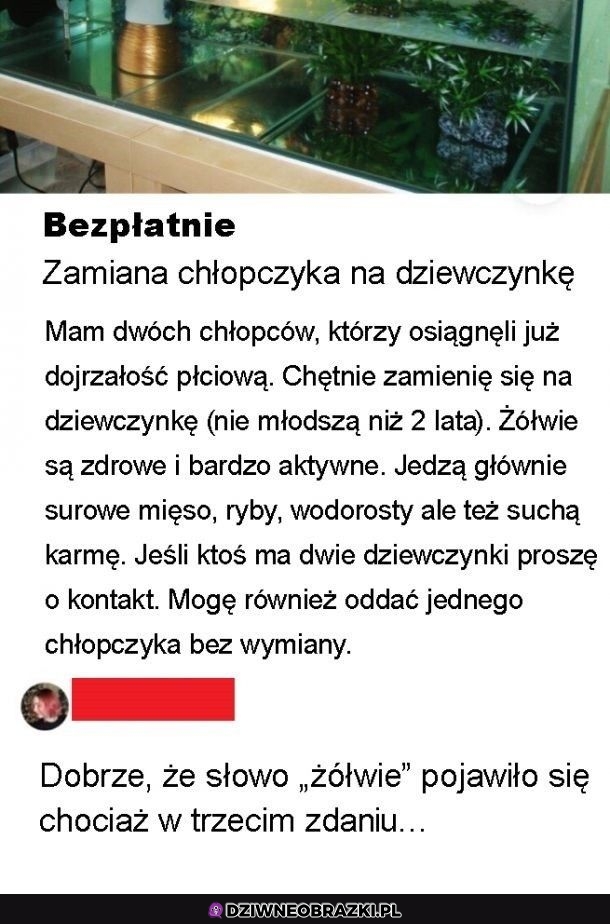 Bezpłatnie
Zamiana chłopczyka na dziewczynkę
Mam dwóch chłopców, którzy osiągnęli już
dojrzałość płciową. Chętnie zamienię się na
dziewczynkę (nie młodszą niż 2 lata). Żółwie
są zdrowe i bardzo aktywne. Jedzą głównie
surowe mięso, ryby, wodorosty ale też suchą
karmę. Jeśli ktoś ma dwie dziewczynki proszę
o kontakt. Mogę również oddać jednego
chłopczyka bez wymiany.
Dobrze, że słowo „żółwie” pojawiło się
chociaż w trzecim zdaniu...
DZIWNEOBRAZKI.PL